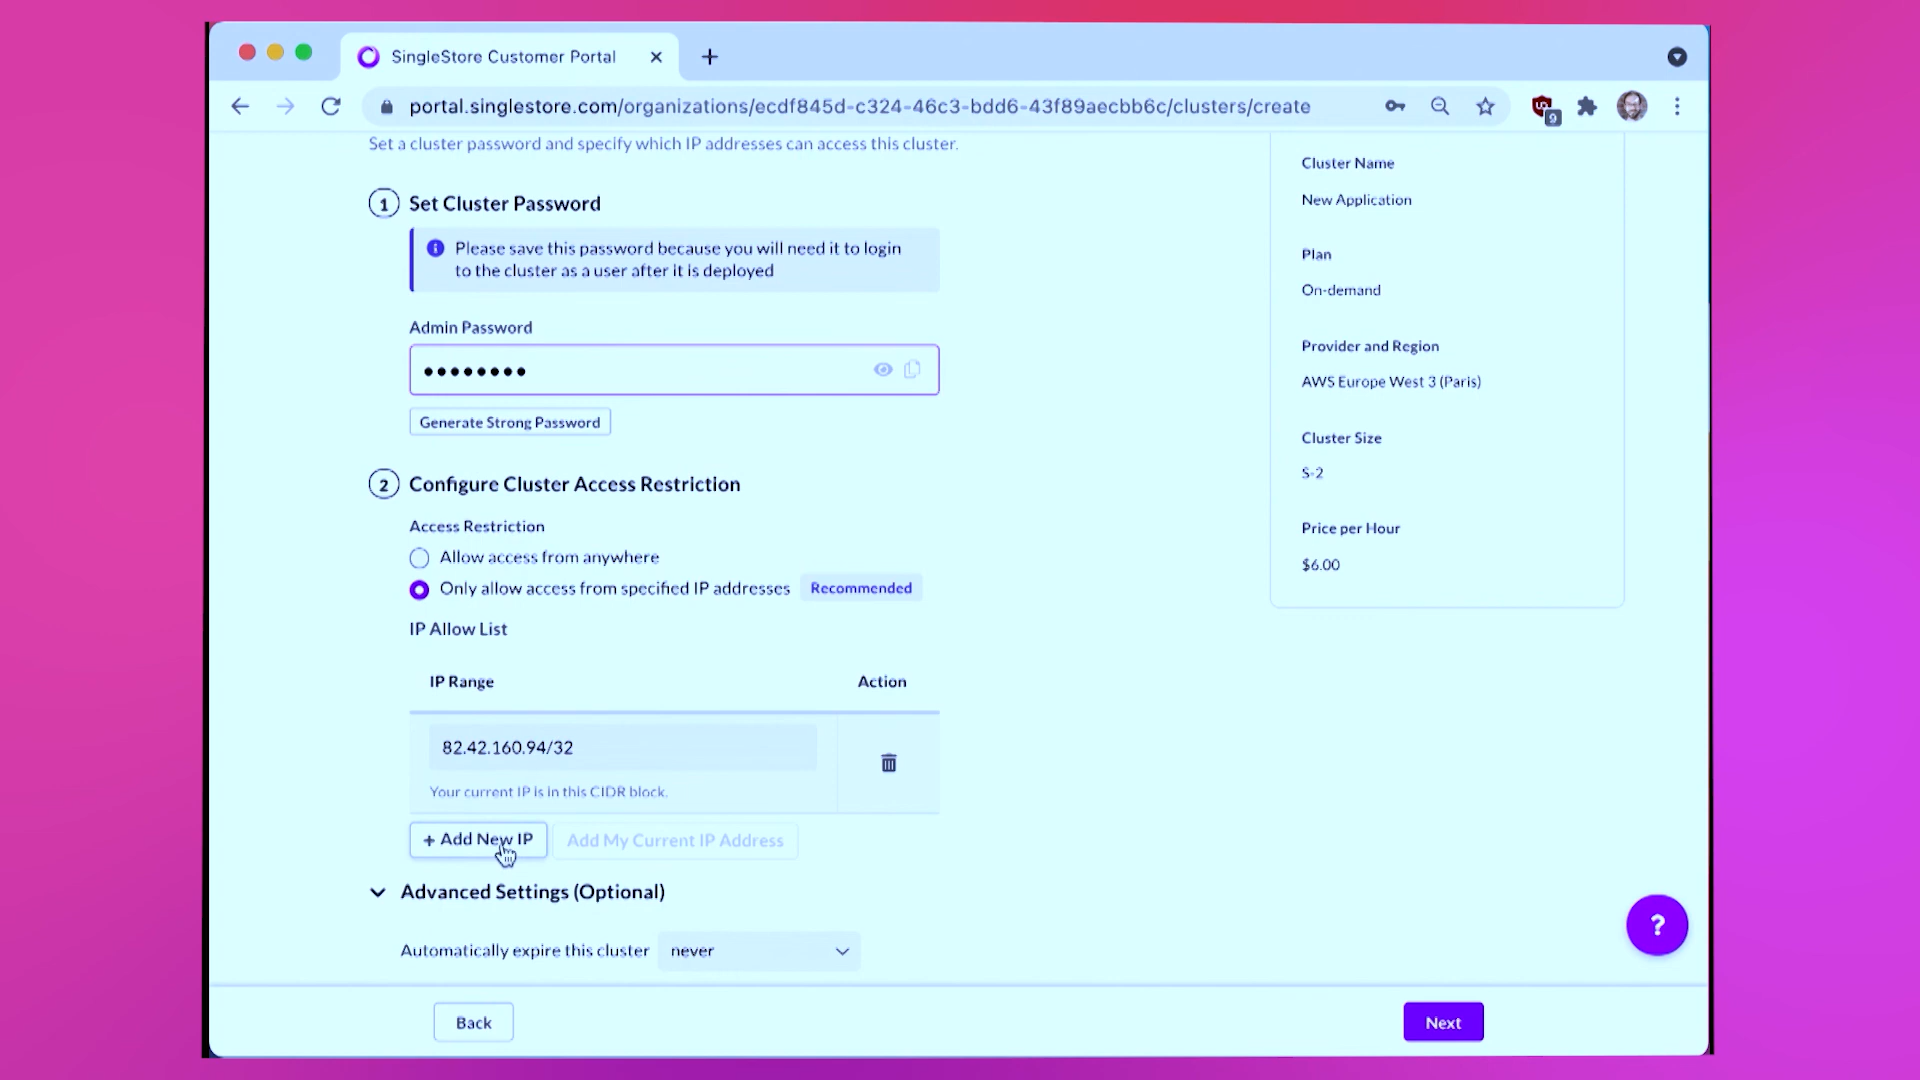 SingleStore Customer Portal
portal.singlestore.com/organizations/ecdf845d-c324-46c3-bdd6-43f89aecbb6c/clusters/create
9
Set a cluster password and specify which IP addresses can access this cluster.
1 Set Cluster Password
Please save this password because you will need it to login
to the cluster as a user after it is deployed
Admin Password
Generate Strong Password
2 Configure Cluster Access Restriction
Access Restriction
Allow access from anywhere
Only allow access from specified IP addresses Recommended
IP Allow List
IP Range Action
82.42.160.94/32
Your current IP is in this CIDR block.
+ Add New IP Add My Current IP Address
Advanced Settings (Optional)
Automatically expire this cluster never
Back Next
Cluster Name
New Application
Plan
On-demand
Provider and Region
AWS Europe West 3 (Paris)
Cluster Size
S-2
Price per Hour
$6.00
?